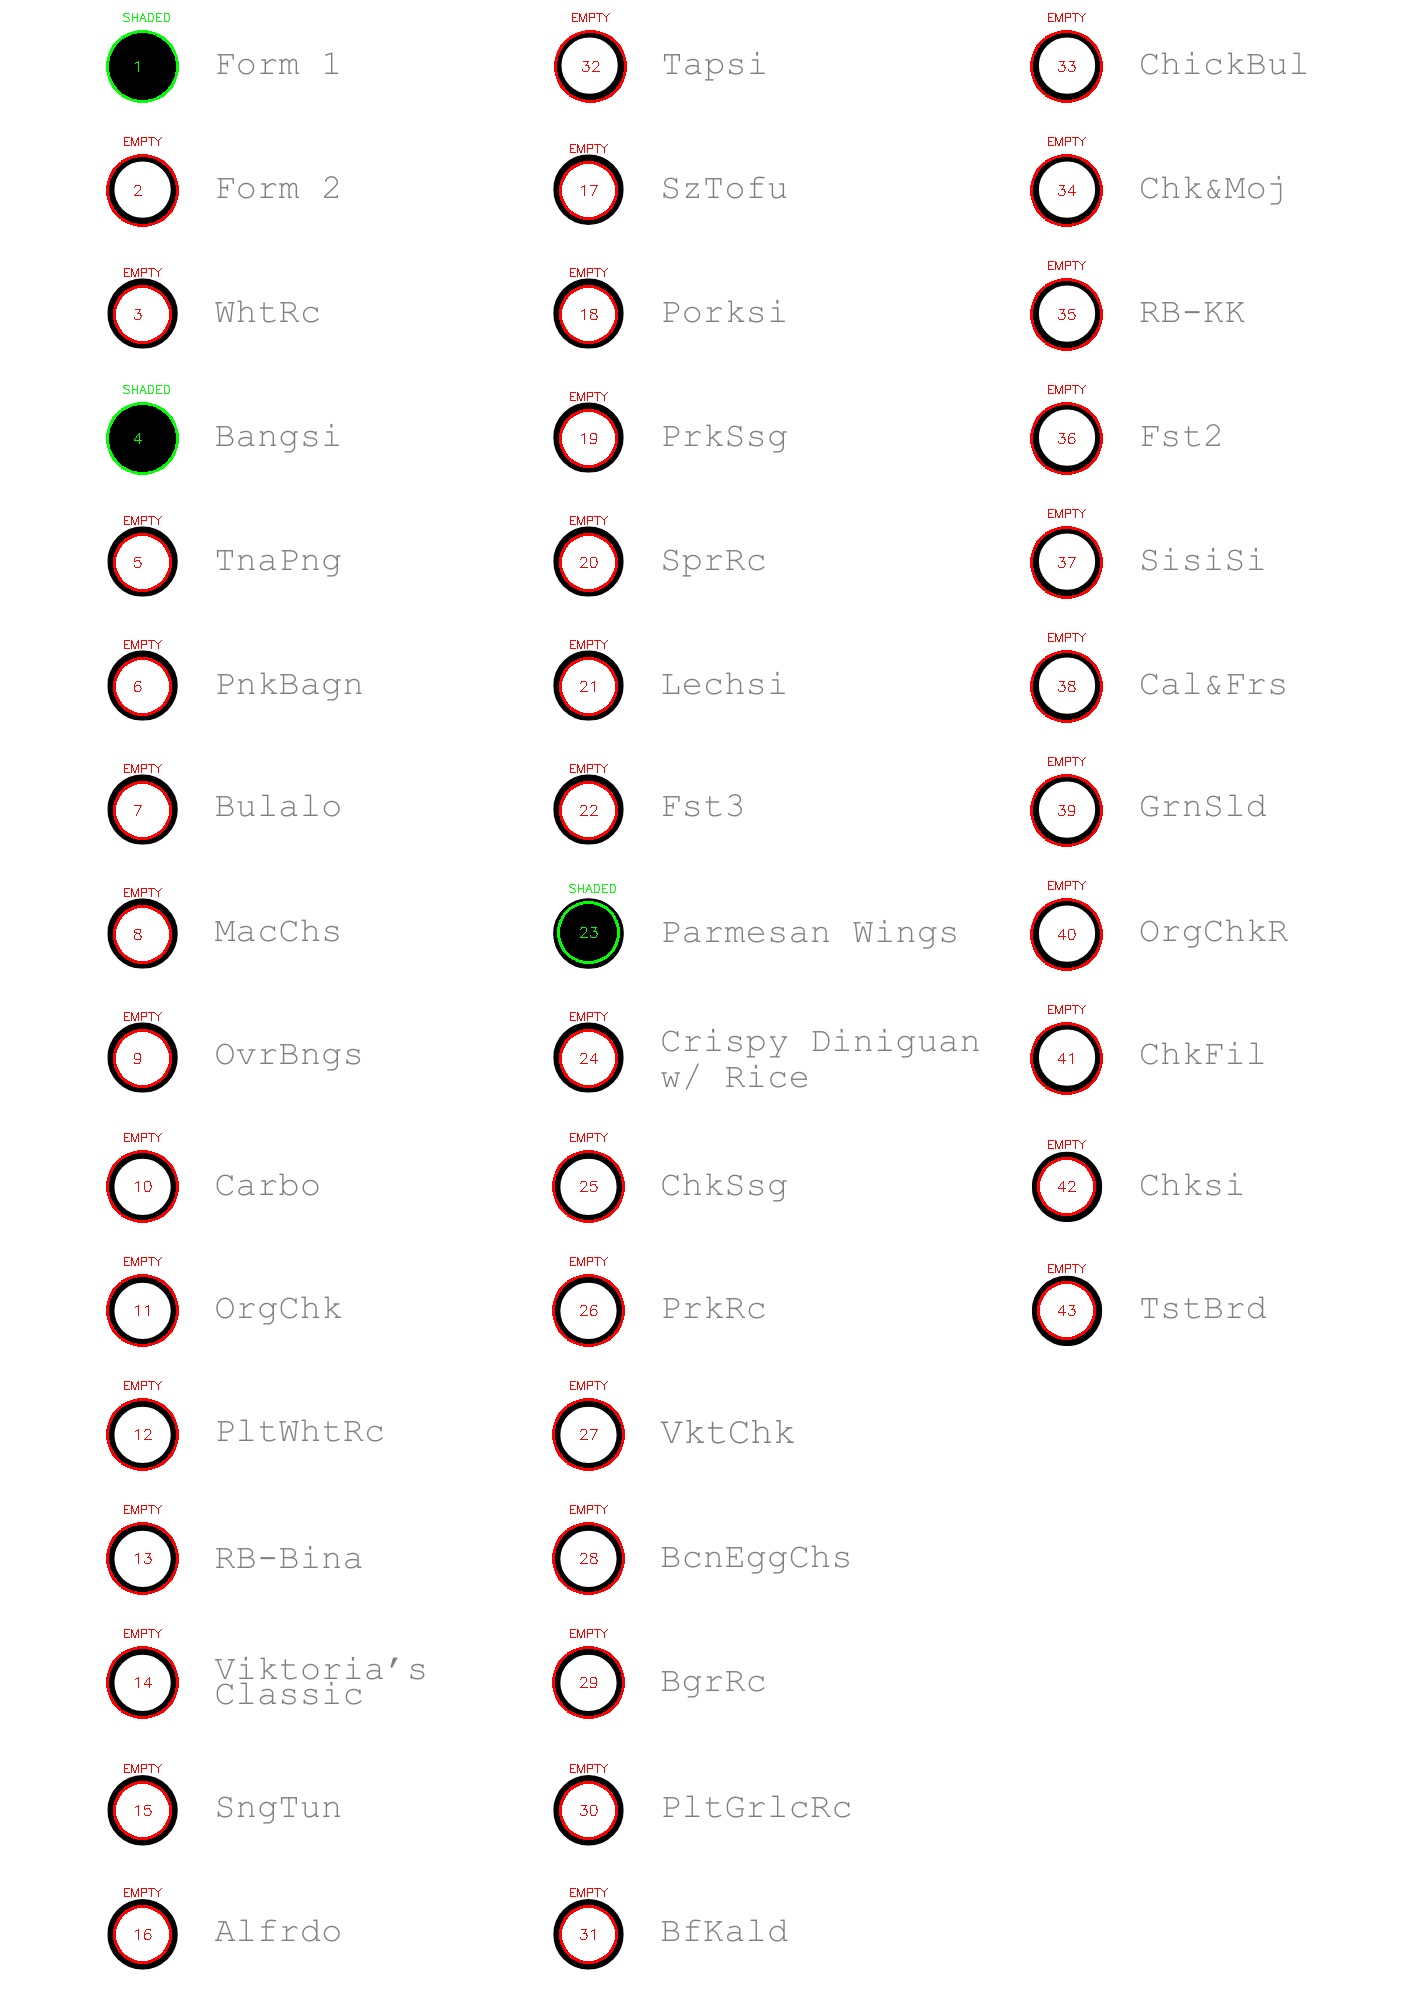 SHADED
1 Form 1
EMPTY
2 Form 2
EMPTY
3 WhtRc
SHADED
4 Bangsi
EMPTY
5 TnaPng
EMPTY
6 PnkBagn
EMPTY
7 Bulalo
EMPTY
8 MacChs
EMPTY
9 OvrBngs
EMPTY
10 Carbo
EMPTY
11 OrgChk
EMPTY
12 PltWhtRc
EMPTY
13 RB-Bina
EMPTY
14 Viktoria's
Classic
EMPTY
15 SngTun
EMPTY
16 Alfrdo
EMPTY
32 Tapsi
EMPTY
17 SzTofu
EMPTY
18 Porksi
EMPTY
19 PrkSsg
EMPTY
20 SprRc
EMPTY
21 Lechsi
EMPTY
22 Fst3
SHADED
23 Parmesan Wings
EMPTY
24 Crispy Diniguan
w/ Rice
EMPTY
25 ChkSsg
EMPTY
26 PrkRc
EMPTY
27 VktChk
EMPTY
28 BcnEggChs
EMPTY
29 BgrRc
EMPTY
30 PltGrlcRc
EMPTY
31 BfKald
EMPTY
33 ChickBul
EMPTY
34 Chk&Moj
EMPTY
35 RB-KK
EMPTY
36 Fst2
EMPTY
37 SisiSi
EMPTY
38 Cal&Frs
EMPTY
39 GrnSld
EMPTY
40 OrgChkR
EMPTY
41 ChkFil
EMPTY
42 Chksi
EMPTY
43 TstBrd